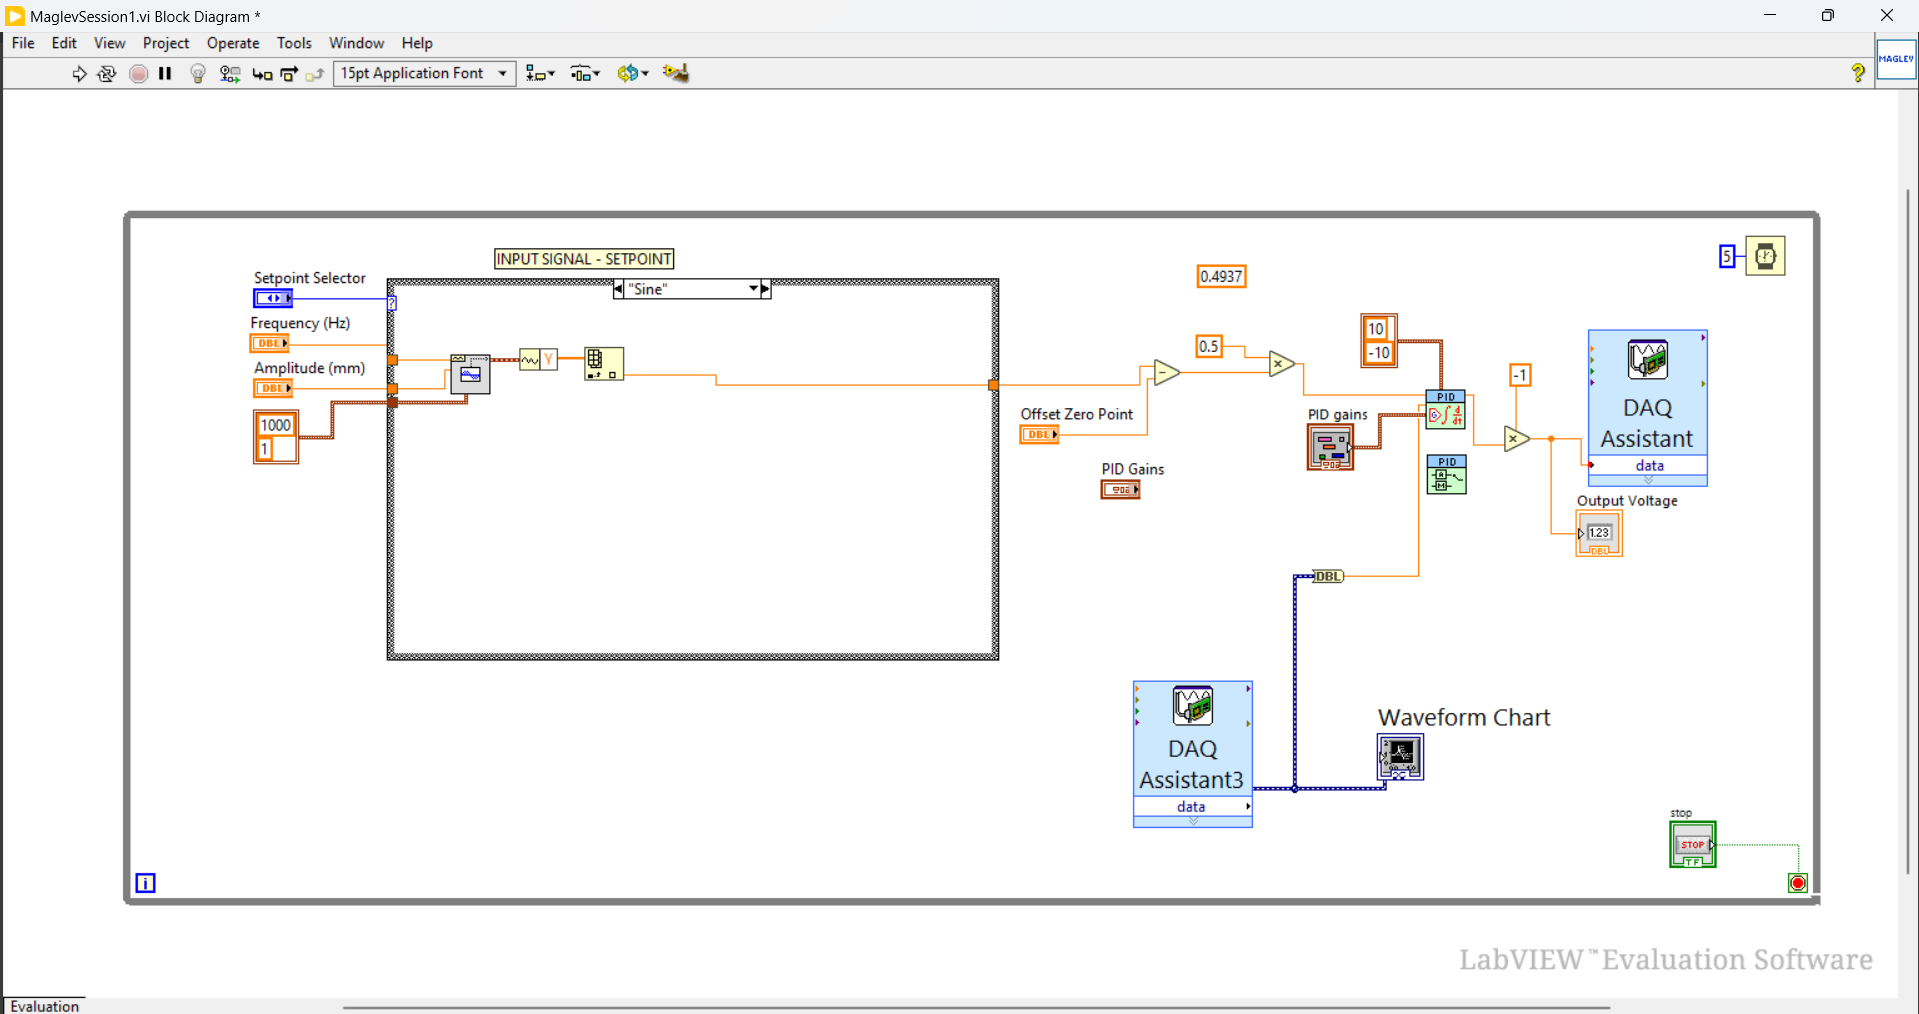 MaglevSession1.vi Block Diagram *
File Edit View Project Operate Tools Window Help
15pt Application Font
MAGLEV
INPUT SIGNAL - SETPOINT
Setpoint Selector
"Sine"
Frequency (Hz)
DBL
Amplitude (mm)
DBL
1000
1
?
Y
0.4937
0.5
Offset Zero Point
DBL
PID Gains
10
-10
PID gains
PID
PID
-1
5
DAQ
Assistant
data
Output Voltage
1.23
DBL
DBL
DAQ
Assistant3
data
Waveform Chart
stop
STOP
TF
i
LabVIEW™ Evaluation Software
Evaluation